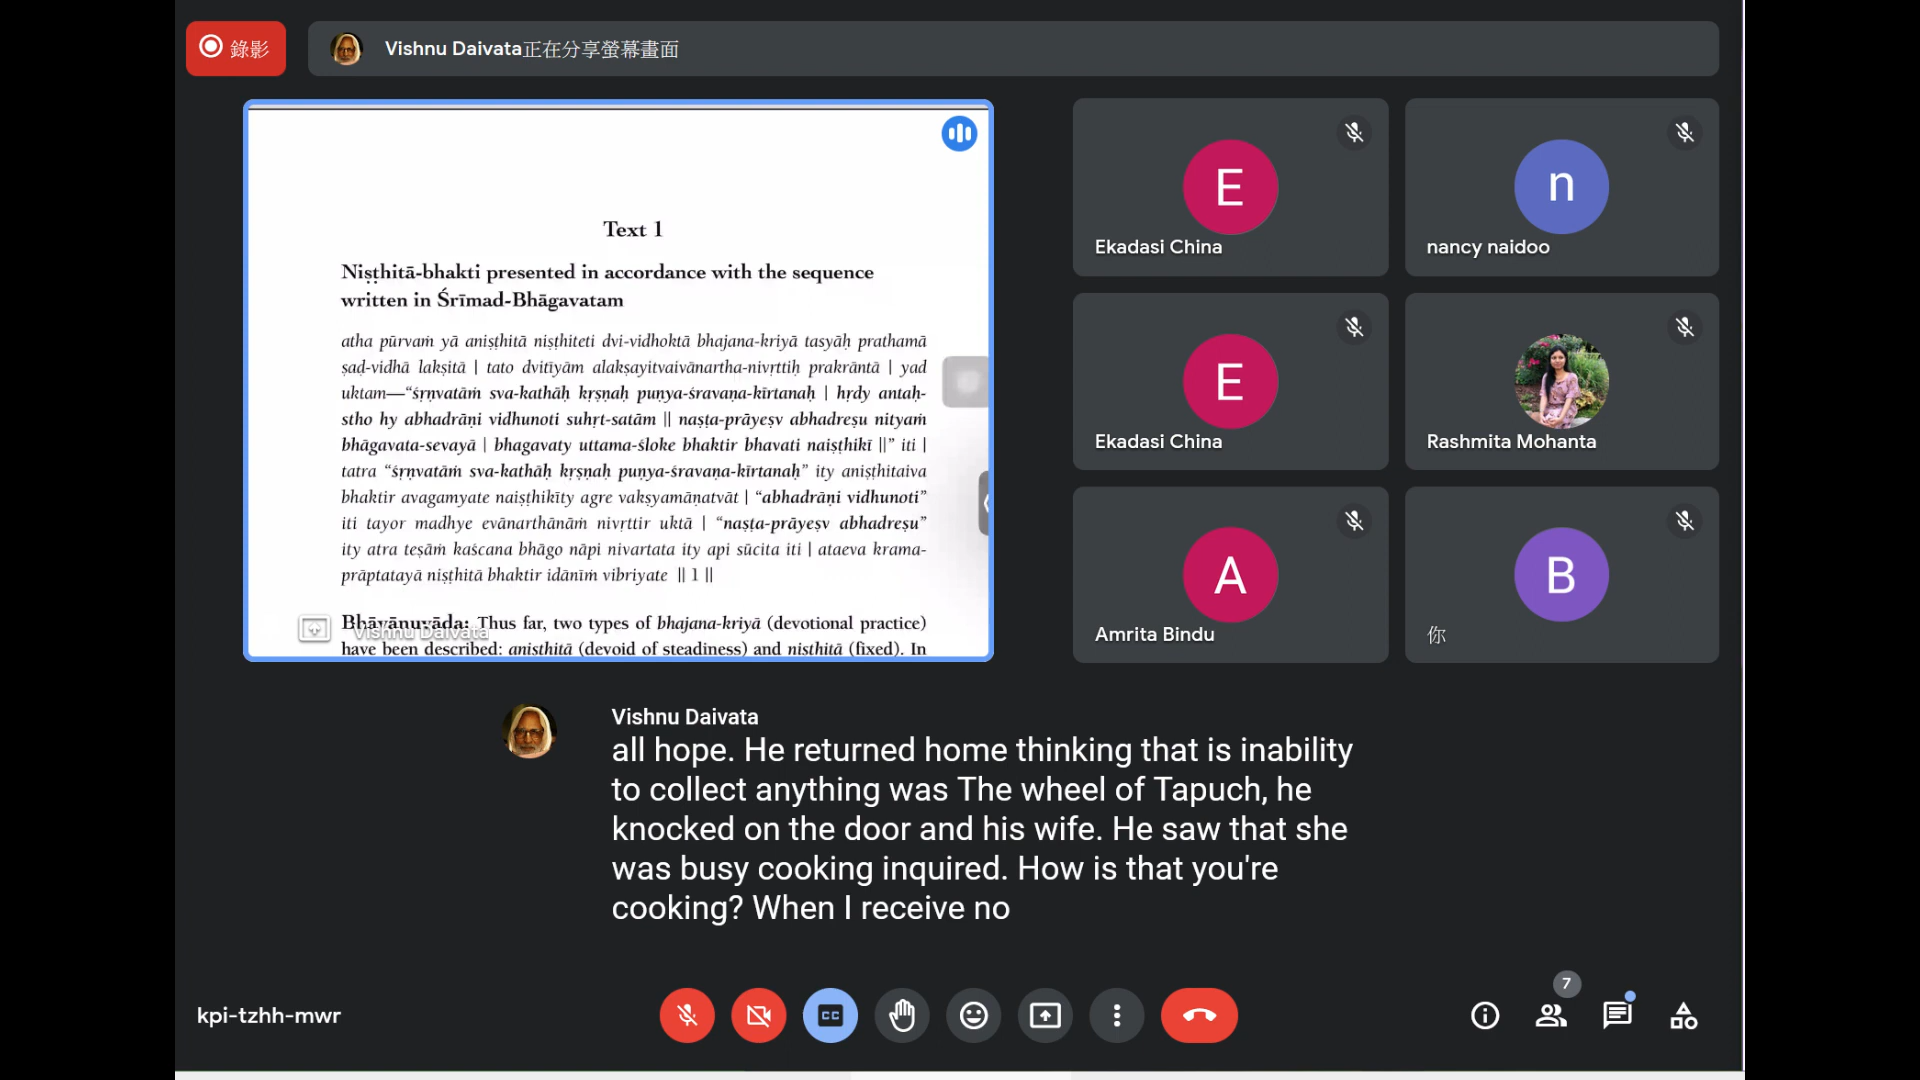 錄影
Vishnu Daivata正在分享螢幕畫面
Text 1
Niṣṭhitā-bhakti presented in accordance with the sequence
written in Śrīmad-Bhāgavatam
atha pūrvaṁ yā aniṣṭhitā niṣṭhiteti dvi-vidhoktā bhajana-kriyā tasyāḥ prathamā
ṣaḍ-vidhā lakṣitā | tato dvitīyām alakṣayitvaivānartha-nivṛttiḥ prakrāntā | yad
uktam—“śṛṇvatāṁ sva-kathāḥ kṛṣṇaḥ puṇya-śravaṇa-kīrtanaḥ | hṛdy antaḥ-
stho hy abhadrāṇi vidhunoti suhṛt-satām || naṣṭa-prāyeṣv abhadreṣu nityaṁ
bhāgavata-sevayā | bhagavaty uttama-śloke bhaktir bhavati naiṣṭhikī ||” iti |
tatra “śṛṇvatāṁ sva-kathāḥ kṛṣṇaḥ puṇya-śravaṇa-kīrtanaḥ” ity aniṣṭhitaiva
bhaktir avagamyate naiṣṭhikīty agre vakṣyamāṇatvāt | “abhadrāṇi vidhunoti”
iti tayor madhye evānarthānāṁ nivṛttir uktā | “naṣṭa-prāyeṣv abhadreṣu”
ity atra teṣāṁ kaścana bhāgo nāpi nivartata ity api sūcita iti | ataeva krama-
prāptatayā niṣṭhitā bhaktir idānīṁ vibriyate || 1 ||
Bhāvānuvāda: Thus far, two types of bhajana-kriyā (devotional practice)
Vishnu Daivata
have been described: aniṣṭhitā (devoid of steadiness) and niṣṭhitā (fixed). In
E
Ekadasi China
n
nancy naidoo
E
Ekadasi China
Rashmita Mohanta
A
Amrita Bindu
B
你
Vishnu Daivata
all hope. He returned home thinking that is inability
to collect anything was The wheel of Tapuch, he
knocked on the door and his wife. He saw that she
was busy cooking inquired. How is that you're
cooking? When I receive no
kpi-tzhh-mwr
CC
7